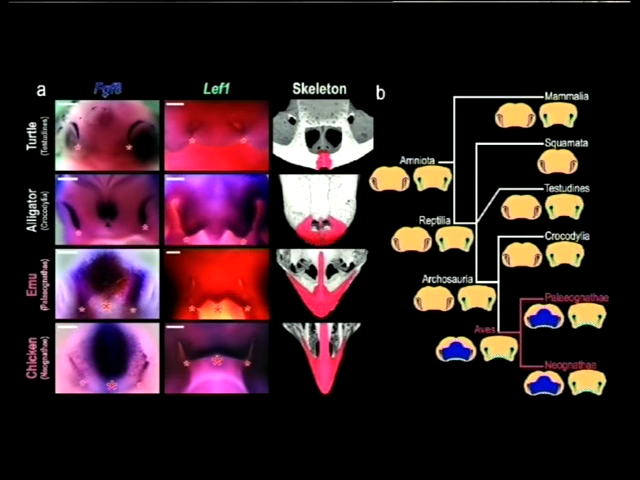 a
Fgf8
Lef1
Skeleton
Turtle
(Testudines)
Alligator
(Crocodylia)
Emu
(Palaeognathae)
Chicken
(Neognathae)
b
Mammalia
Squamata
Amniota
Testudines
Reptilia
Crocodylia
Archosauria
Palaeognathae
Aves
Neognathae